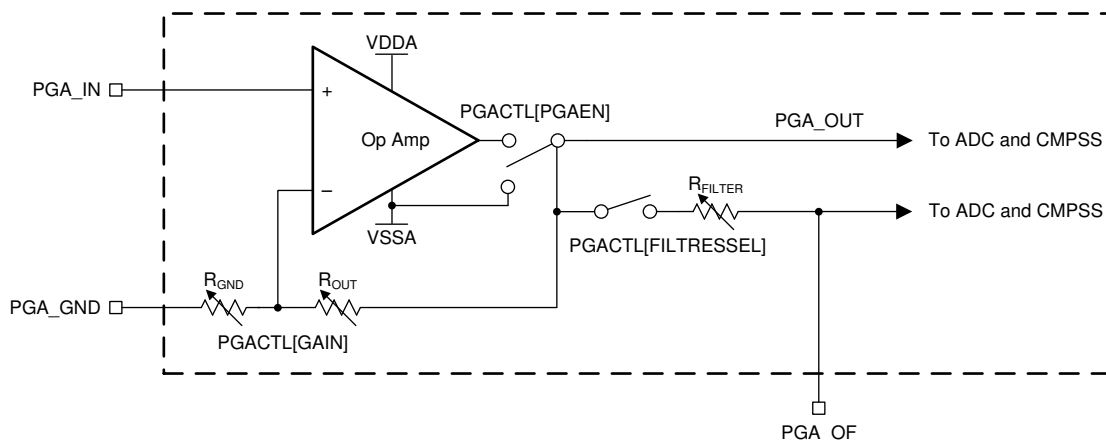 VDDA
PGA_IN
+
PGACTL[PGAEN]
Op Amp
PGA_OUT
To ADC and CMPSS
−
RFILTER
To ADC and CMPSS
VSSA
PGACTL[FILTRESSEL]
RGND
ROUT
PGA_GND
PGACTL[GAIN]
PGA_OF